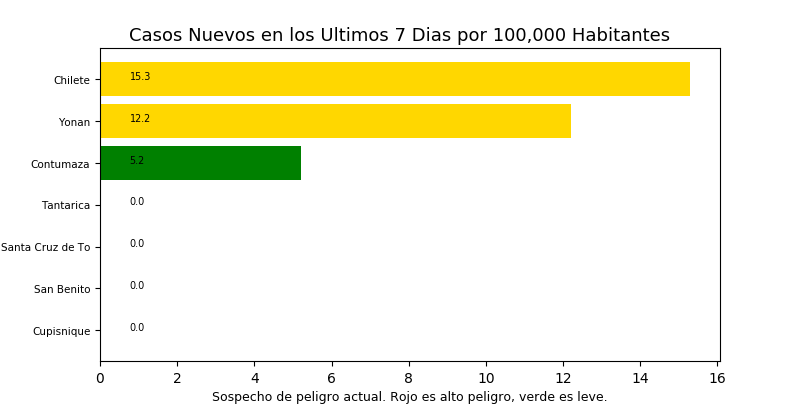 Casos Nuevos en los Ultimos 7 Dias por 100,000 Habitantes
Chilete 15.3
Yonan 12.2
Contumaza 5.2
Tantarica 0.0
Santa Cruz de To 0.0
San Benito 0.0
Cupisnique 0.0
0 2 4 6 8 10 12 14 16
Sospecho de peligro actual. Rojo es alto peligro, verde es leve.